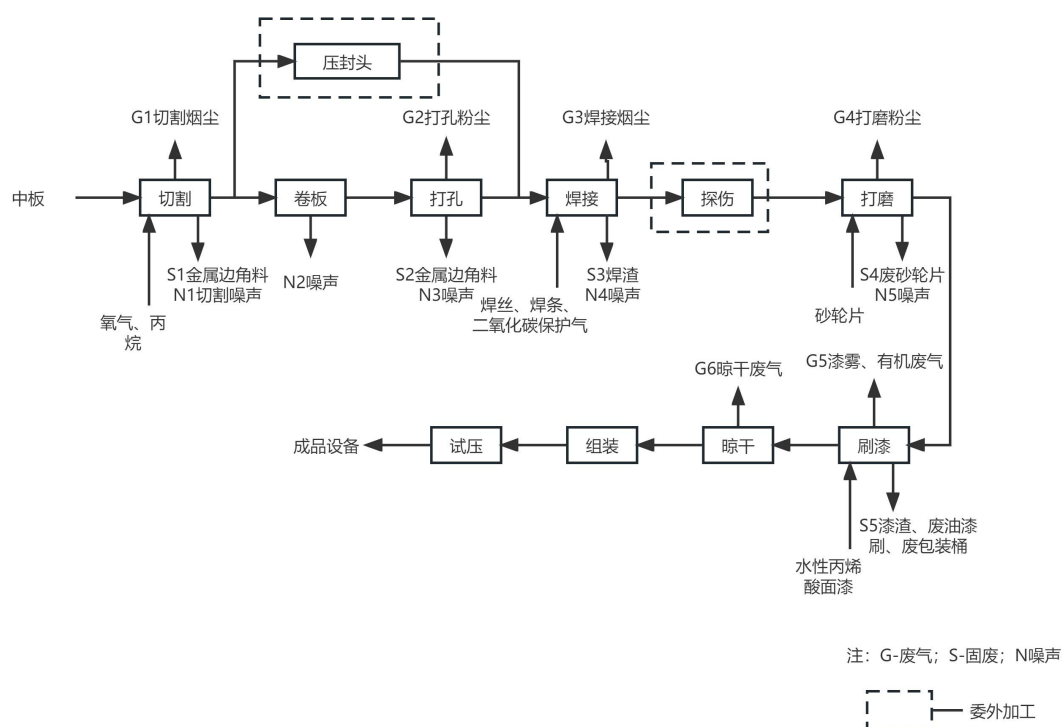 压封头
G1切割烟尘
G2打孔粉尘
G3焊接烟尘
G4打磨粉尘
中板
切割
卷板
打孔
焊接
探伤
打磨
S1金属边角料
N1切割噪声
N2噪声
S2金属边角料
N3噪声
S3焊渣
N4噪声
S4废砂轮片
N5噪声
氧气、丙
烷
焊丝、焊条、
二氧化碳保护气
砂轮片
G6晾干废气
G5漆雾、有机废气
成品设备
试压
组装
晾干
刷漆
S5漆渣、废油漆
刷、废包装桶
水性丙烯
酸面漆
注：G-废气；S-固废；N噪声
委外加工